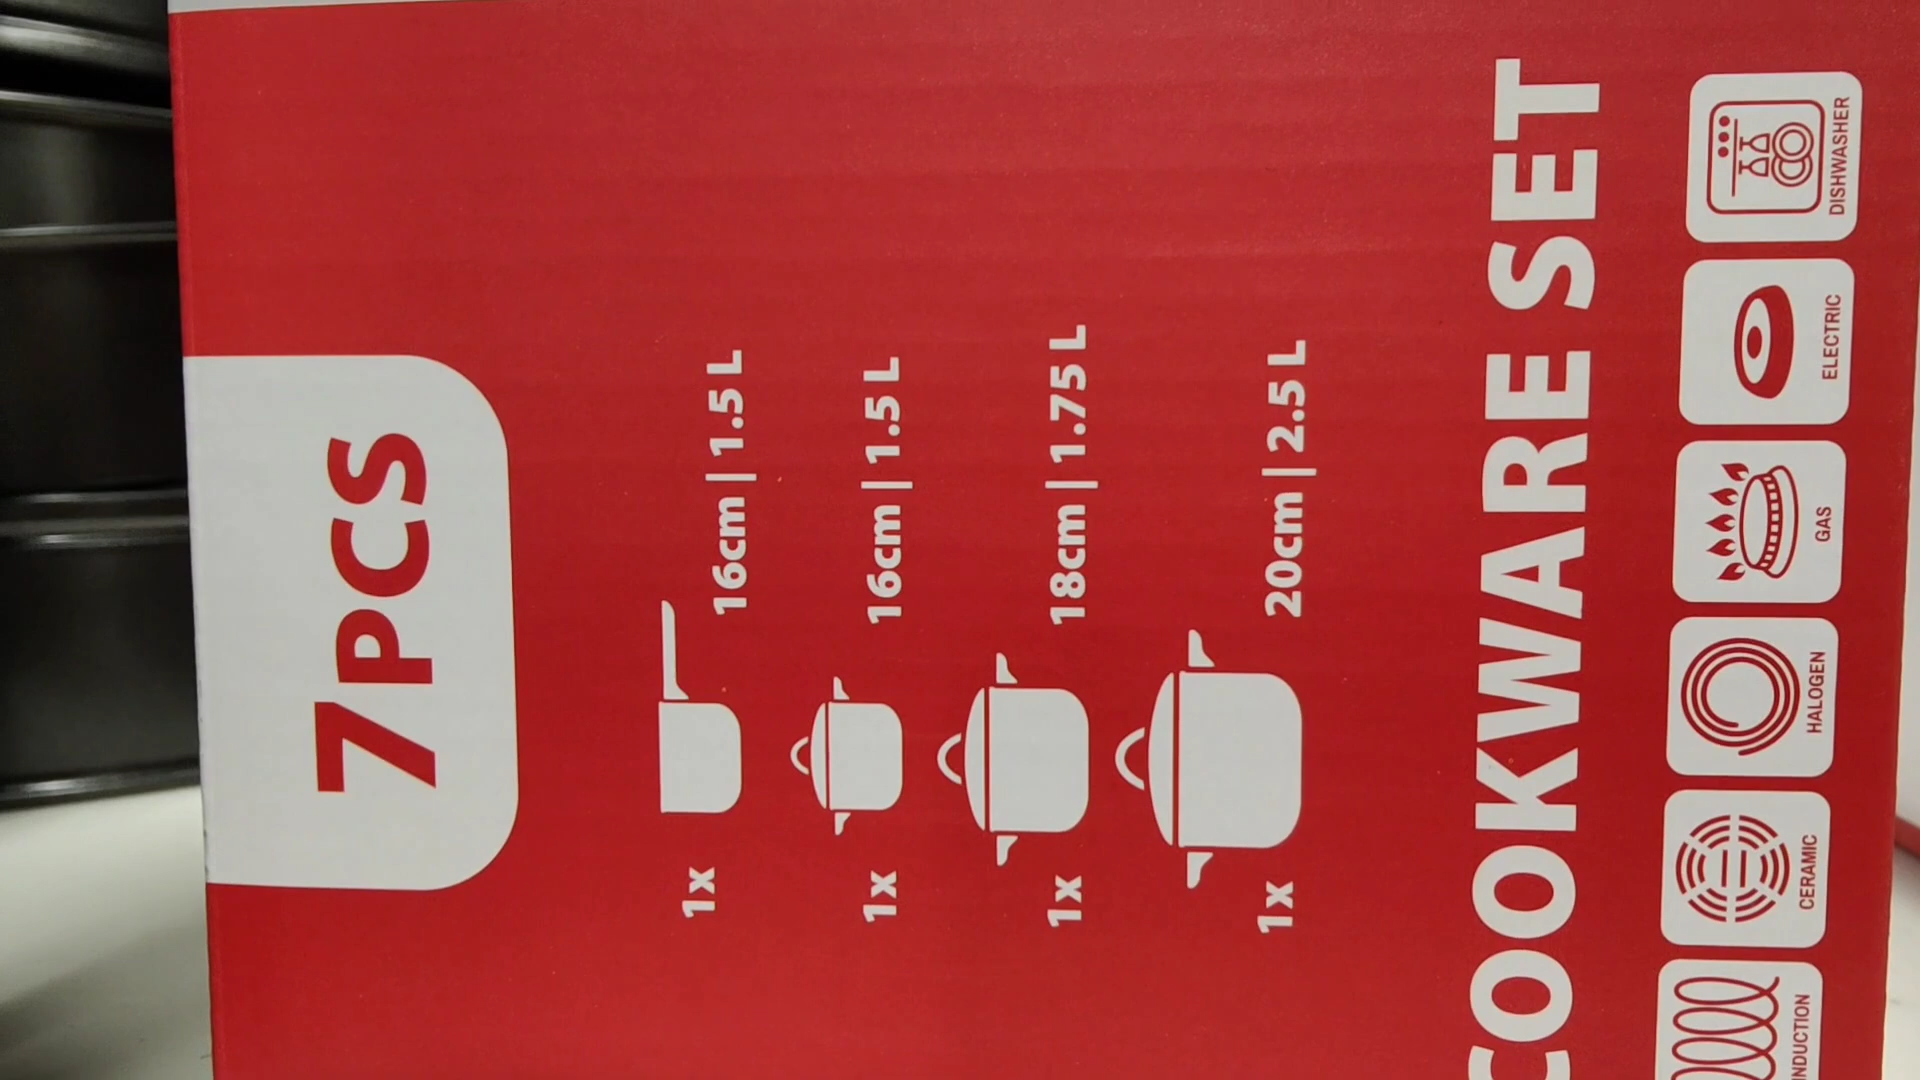 7PCS
1x 16cm | 1.5 L
1x 16cm | 1.5 L
1x 18cm | 1.75 L
1x 20cm | 2.5 L
COOKWARE SET
INDUCTION CERAMIC HALOGEN GAS ELECTRIC DISHWASHER